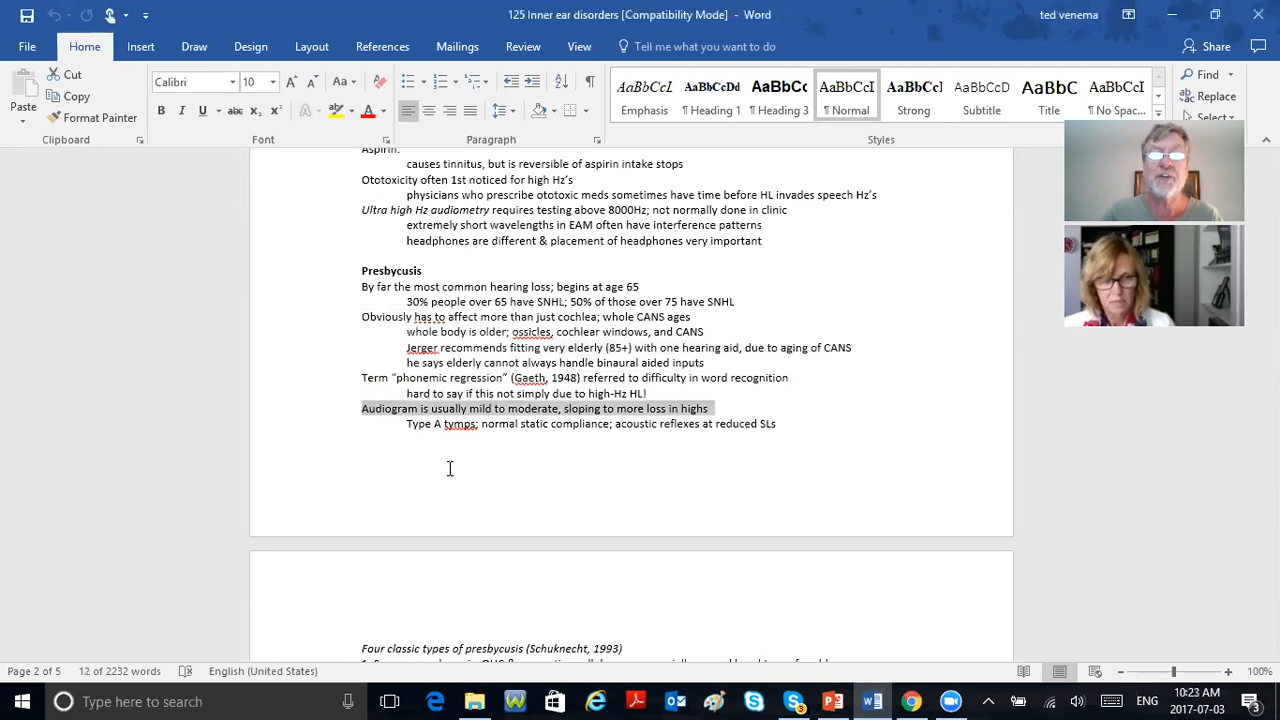 125 Inner ear disorders [Compatibility Mode] - Word
ted venema
File Home Insert Draw Design Layout References Mailings Review View Tell me what you want to do Share
Paste
Cut
Copy
Format Painter
Clipboard
Calibri 10
Font
Paragraph
AaBbCcI Emphasis
AaBbCcDd ¶ Heading 1
AaBbCc ¶ Heading 3
AaBbCcI ¶ Normal
AaBbCcI Strong
AaBbCcI Subtitle
AaBbC Title
AaBbCcI ¶ No Spac...
Styles
Find
Replace
Select
Aspirin:
causes tinnitus, but is reversible of aspirin intake stops
Ototoxicity often 1st noticed for high Hz's
physicians who prescribe ototoxic meds sometimes have time before HL invades speech Hz's
Ultra high Hz audiometry requires testing above 8000Hz; not normally done in clinic
extremely short wavelengths in EAM often have interference patterns
headphones are different & placement of headphones very important
Presbycusis
By far the most common hearing loss; begins at age 65
30% people over 65 have SNHL; 50% of those over 75 have SNHL
Obviously has to affect more than just cochlea; whole CANS ages
whole body is older; ossicles, cochlear windows, and CANS
Jerger recommends fitting very elderly (85+) with one hearing aid, due to aging of CANS
he says elderly cannot always handle binaural aided inputs
Term "phonemic regression" (Gaeth, 1948) referred to difficulty in word recognition
hard to say if this not simply due to high-Hz HL!
Audiogram is usually mild to moderate, sloping to more loss in highs
Type A tymps; normal static compliance; acoustic reflexes at reduced SLs
Four classic types of presbycusis (Schuknecht, 1993)
Page 2 of 5 12 of 2232 words English (United States) 100%
Type here to search
ENG
10:23 AM
2017-07-03